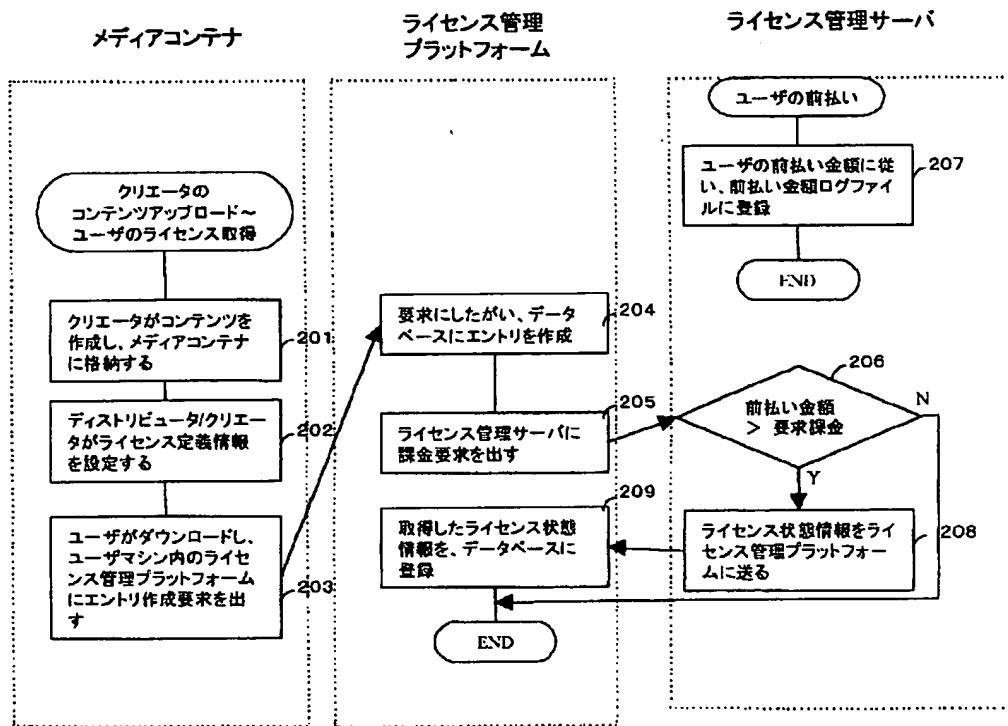 メディアコンテナ
クリエータの
コンテンツアップロード～
ユーザのライセンス取得
クリエータがコンテンツを
作成し、メディアコンテナ
に格納する
201
ディストリビュータ/クリエー
タがライセンス定義情報
を設定する
202
ユーザがダウンロードし、
ユーザマシン内のライセ
ンス管理プラットフォーム
にエントリ作成要求を出
す
203
ライセンス管理
プラットフォーム
要求にしたがい、データ
ベースにエントリを作成
204
ライセンス管理サーバに
課金要求を出す
205
取得したライセンス状態
情報を、データベースに
登録
209
END
ライセンス管理サーバ
ユーザの前払い
ユーザの前払い金額に従
い、前払い金額ログファイ
ルに登録
207
END
前払い金額
> 要求課金
206
N
Y
ライセンス状態情報をライ
センス管理プラットフォー
ムに送る
208